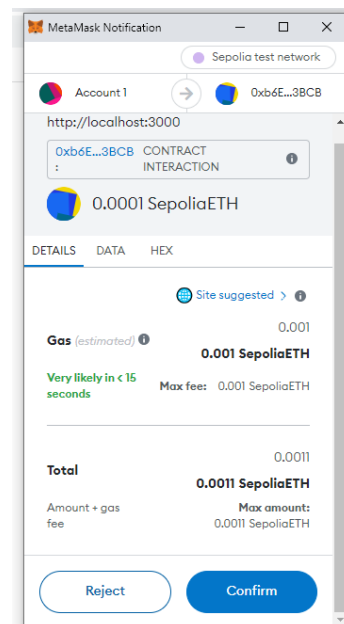 MetaMask Notification
Sepolia test network
Account 1
0xb6E...3BCB
http://localhost:3000
0xb6E...3BCB CONTRACT
: INTERACTION
0.0001 SepoliaETH
DETAILS DATA HEX
Site suggested >
0.001
Gas (estimated)
0.001 SepoliaETH
Very likely in < 15
seconds
Max fee: 0.001 SepoliaETH
0.0011
Total
0.0011 SepoliaETH
Amount + gas
fee
Max amount:
0.0011 SepoliaETH
Reject Confirm